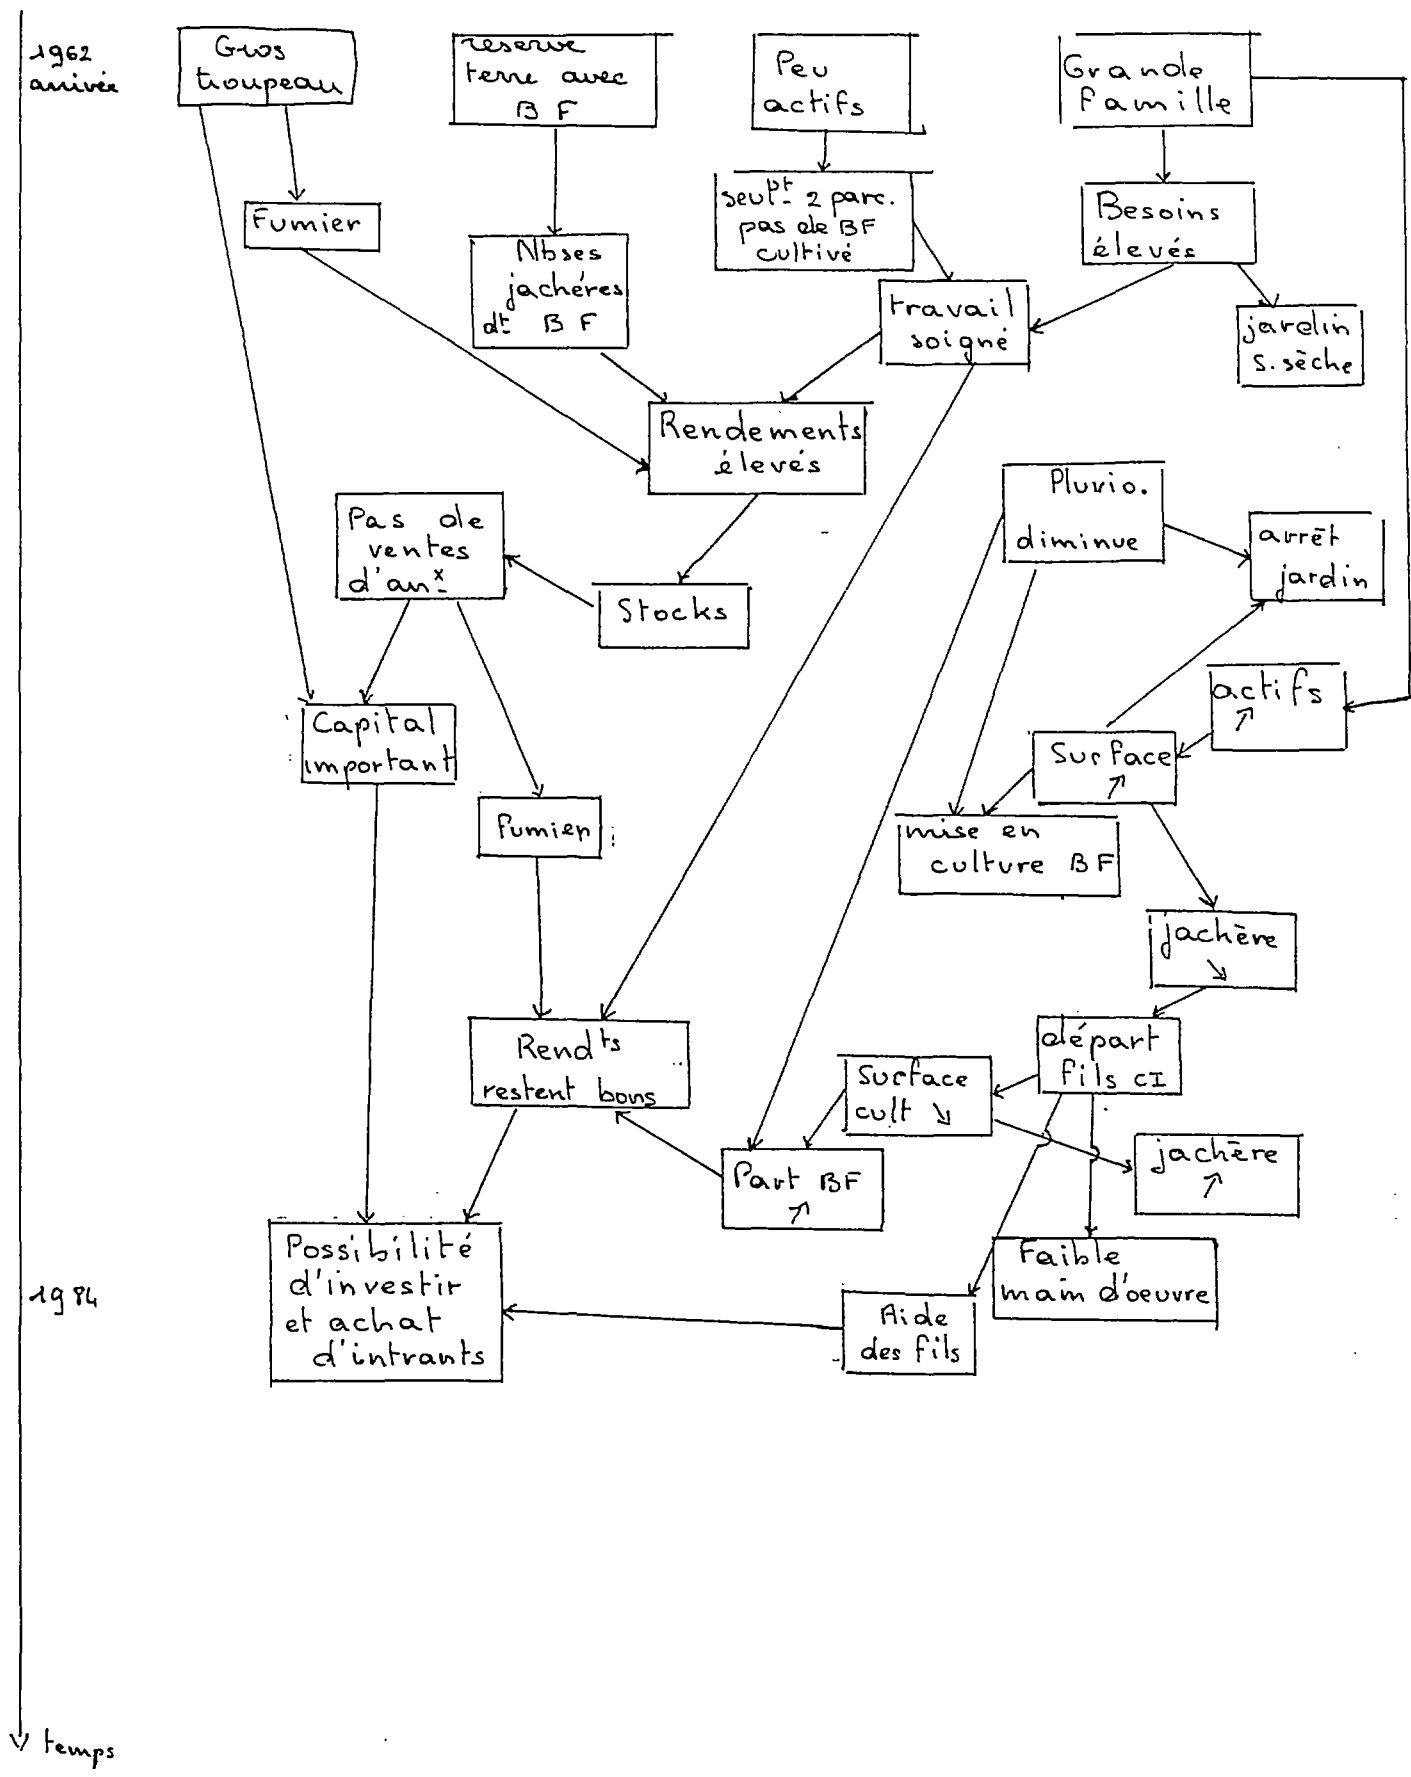 1962
arrivée
Gros
troupeau
reserve
terre avec
B F
Peu
actifs
Grande
famille
Fumier
Nbses
jachères
dt B F
seulpt 2 parc.
pas de BF
cultivé
Besoins
élevés
travail
soigné
jardin
s. sèche
Rendements
élevés
Pluvio.
diminue
arrêt
jardin
Pas de
ventes
d'anx
Stocks
actifs
↗
Capital
important
Surface
↗
fumier
mise en
culture BF
jachère
↘
Rendts
restent bons
Surface
cult ↘
départ
fils CI
Part BF
↗
jachère
↗
Possibilité
d'investir
et achat
d'intrants
1984
Aide
des fils
Faible
main d'oeuvre
temps